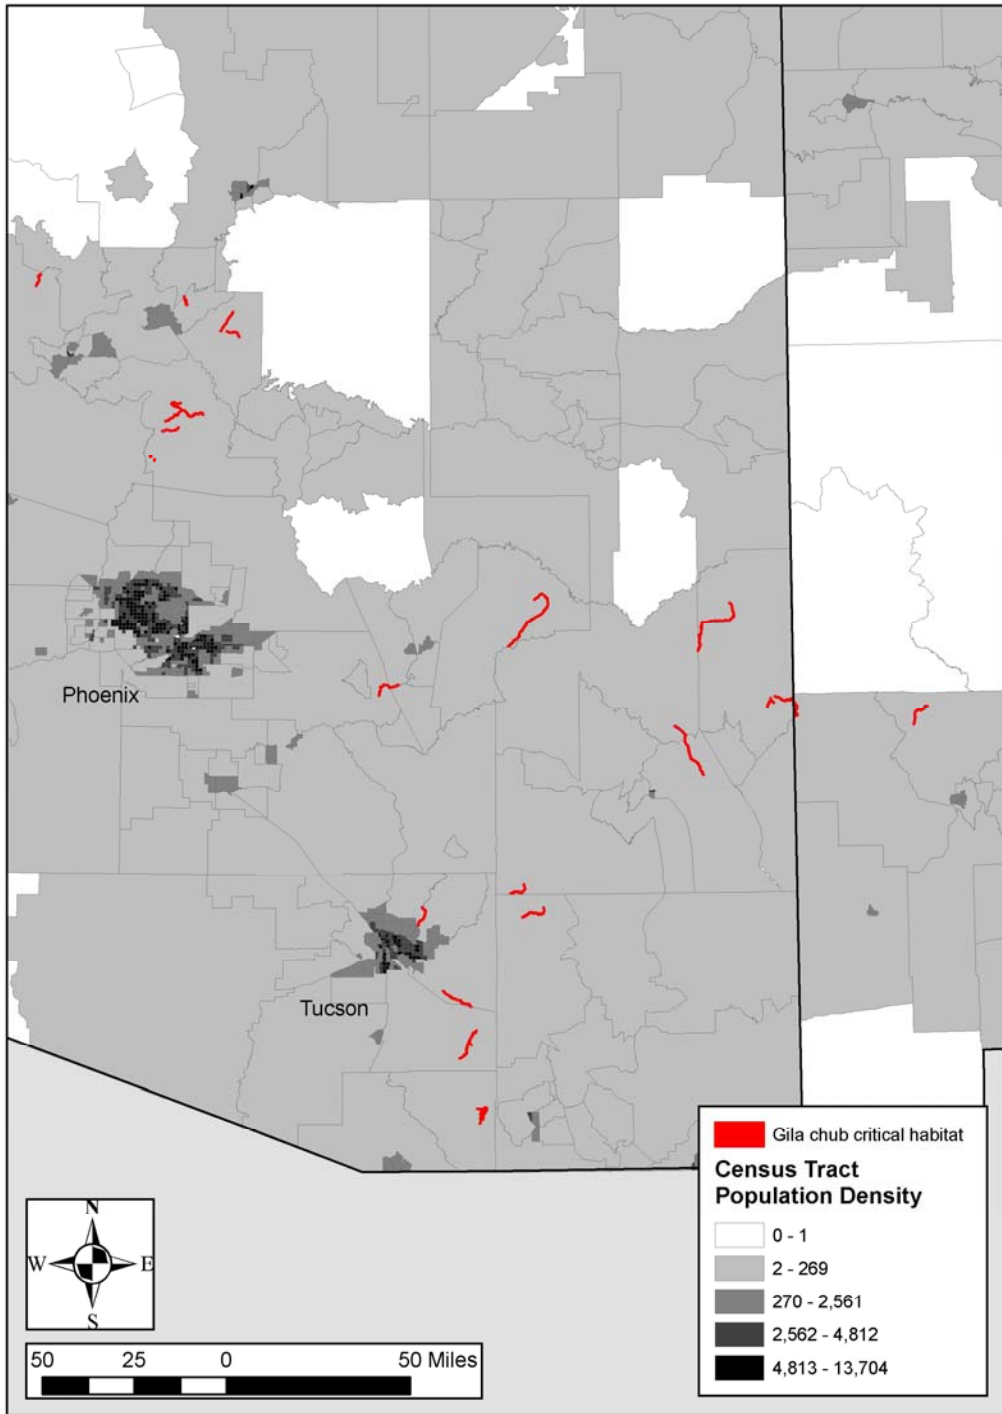 Phoenix
Tucson
Gila chub critical habitat
Census Tract
Population Density
0 - 1
2 - 269
270 - 2,561
2,562 - 4,812
4,813 - 13,704
N
W E
S
50 25 0 50 Miles